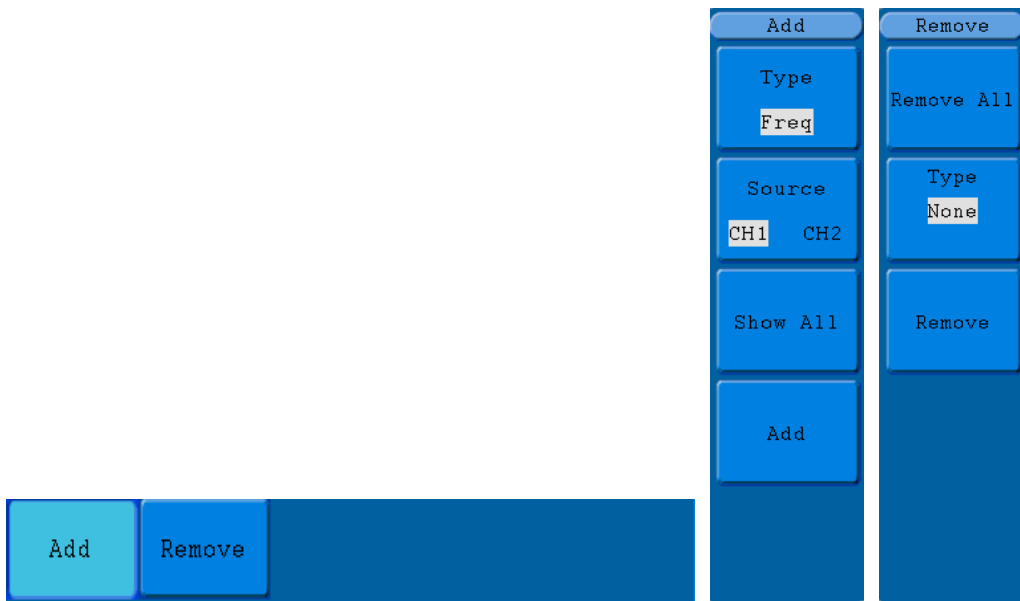 Add
Type
Freq
Source
CH1 CH2
Show All
Add
Remove
Remove All
Type
None
Remove
Add Remove